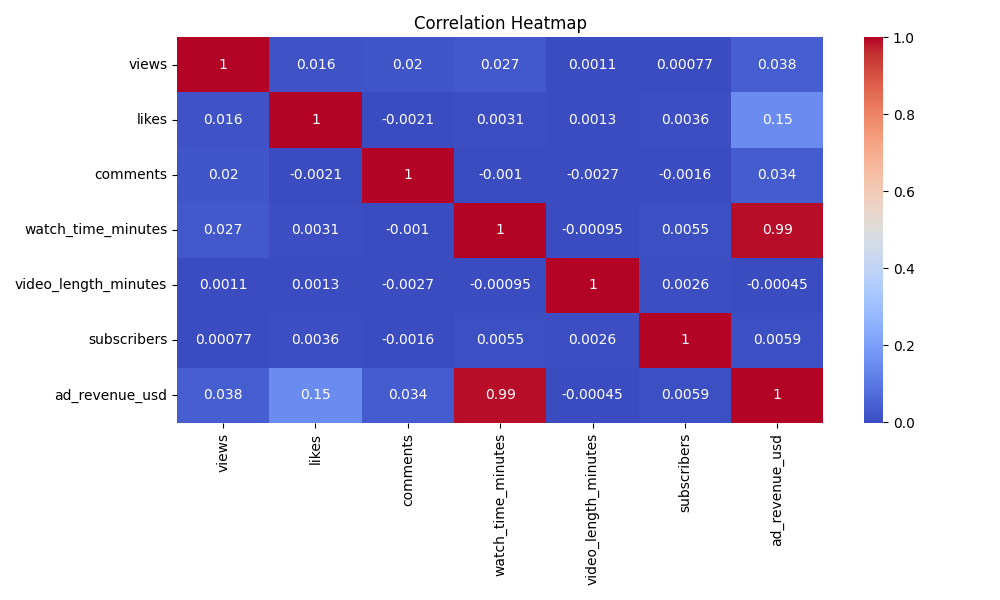 Correlation Heatmap
views 1 0.016 0.02 0.027 0.0011 0.00077 0.038
likes 0.016 1 -0.0021 0.0031 0.0013 0.0036 0.15
comments 0.02 -0.0021 1 -0.001 -0.0027 -0.0016 0.034
watch_time_minutes 0.027 0.0031 -0.001 1 -0.00095 0.0055 0.99
video_length_minutes 0.0011 0.0013 -0.0027 -0.00095 1 0.0026 -0.00045
subscribers 0.00077 0.0036 -0.0016 0.0055 0.0026 1 0.0059
ad_revenue_usd 0.038 0.15 0.034 0.99 -0.00045 0.0059 1
views likes comments watch_time_minutes video_length_minutes subscribers ad_revenue_usd
1.0
0.8
0.6
0.4
0.2
0.0